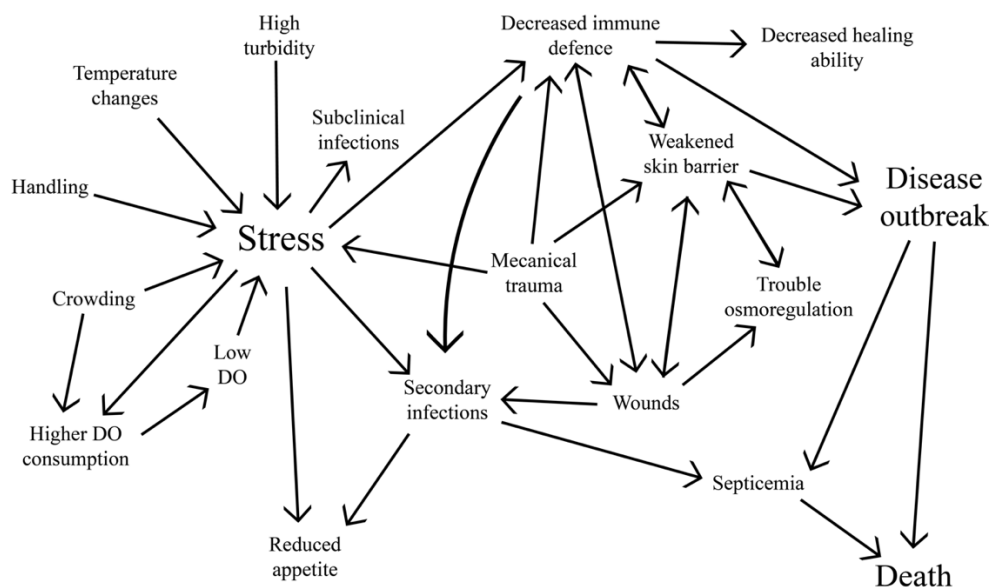 High
turbidity
Decreased immune
defence
Decreased healing
ability
Temperature
changes
Subclinical
infections
Weakened
skin barrier
Handling
Disease
outbreak
Stress
Mecanical
trauma
Crowding
Trouble
osmoregulation
Low
DO
Secondary
infections
Wounds
Higher DO
consumption
Septicemia
Reduced
appetite
Death